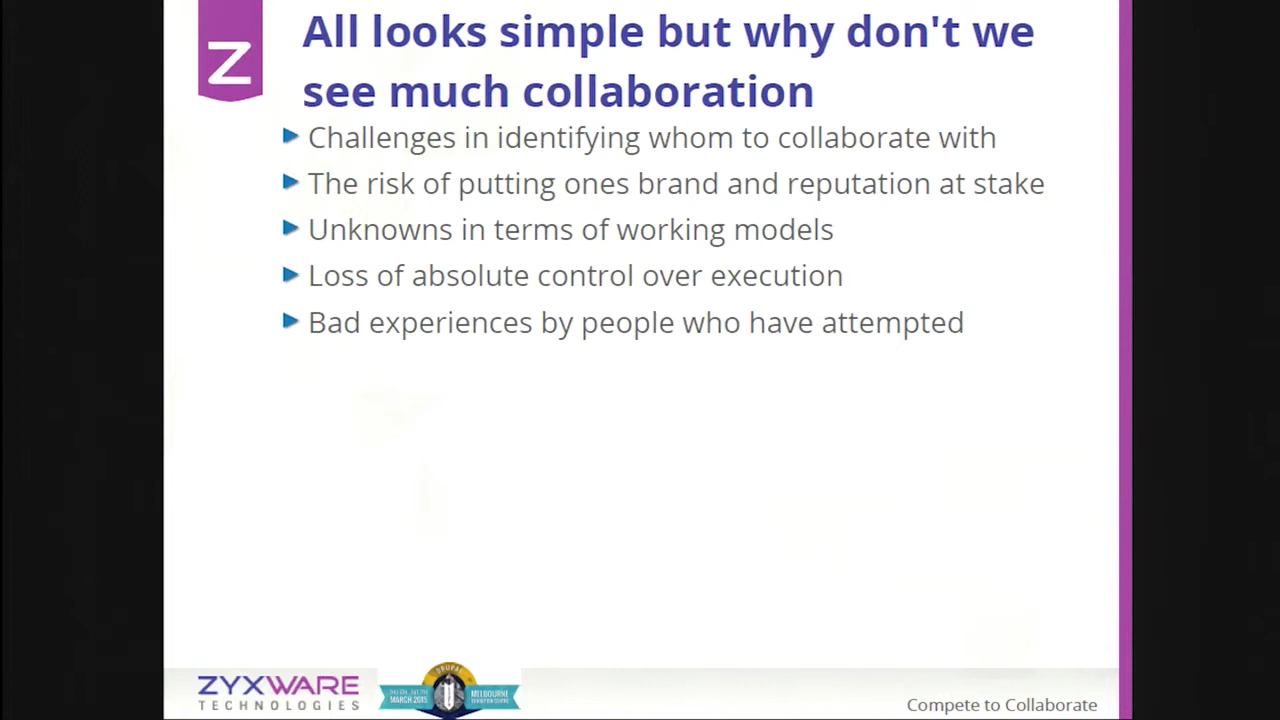 Z
All looks simple but why don't we
see much collaboration
Challenges in identifying whom to collaborate with
The risk of putting ones brand and reputation at stake
Unknowns in terms of working models
Loss of absolute control over execution
Bad experiences by people who have attempted
ZYXWARE
TECHNOLOGIES
DRUPAL
MARCH 2015
MELBOURNE
Compete to Collaborate